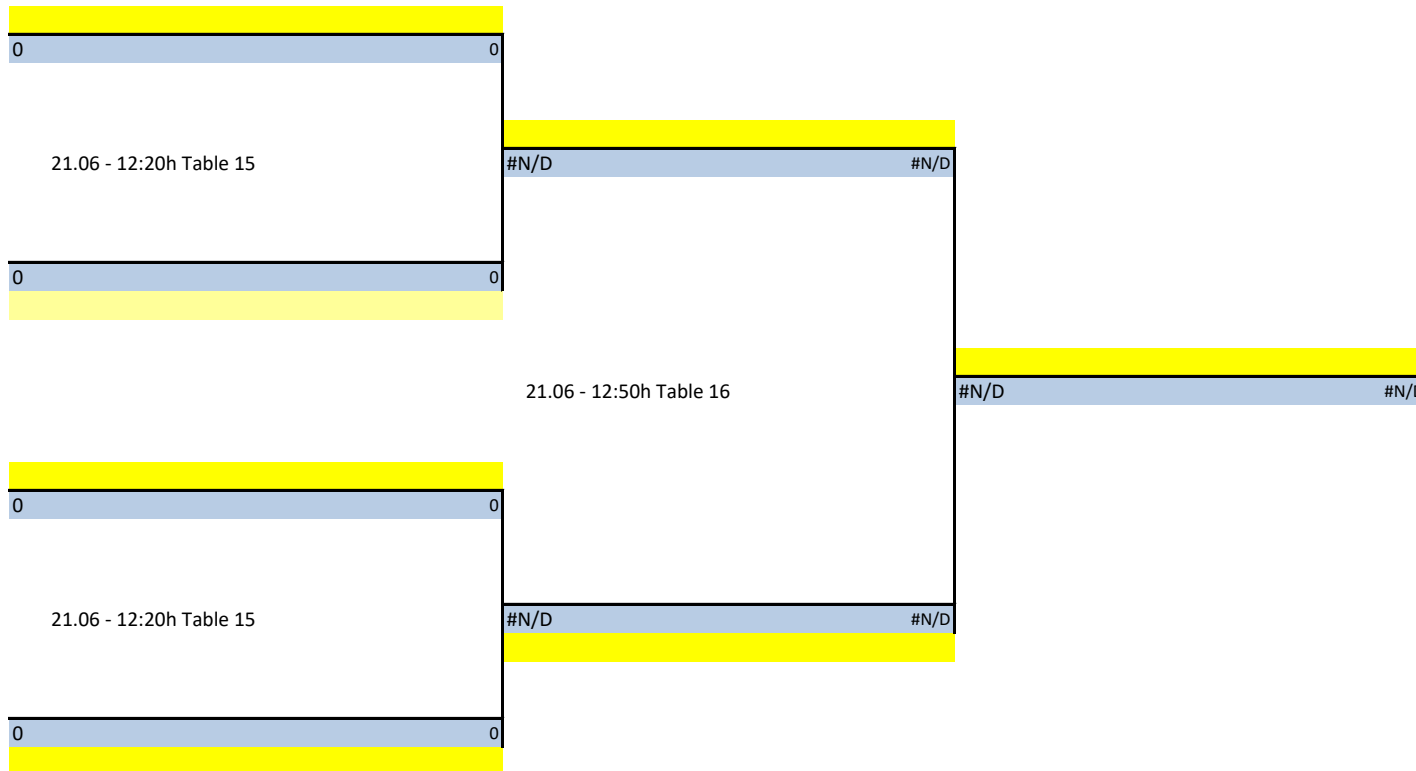 0 0
21.06 - 12:20h Table 15
#N/D #N/D
0 0
21.06 - 12:50h Table 16
#N/D #N/D
0 0
21.06 - 12:20h Table 15
#N/D #N/D
0 0